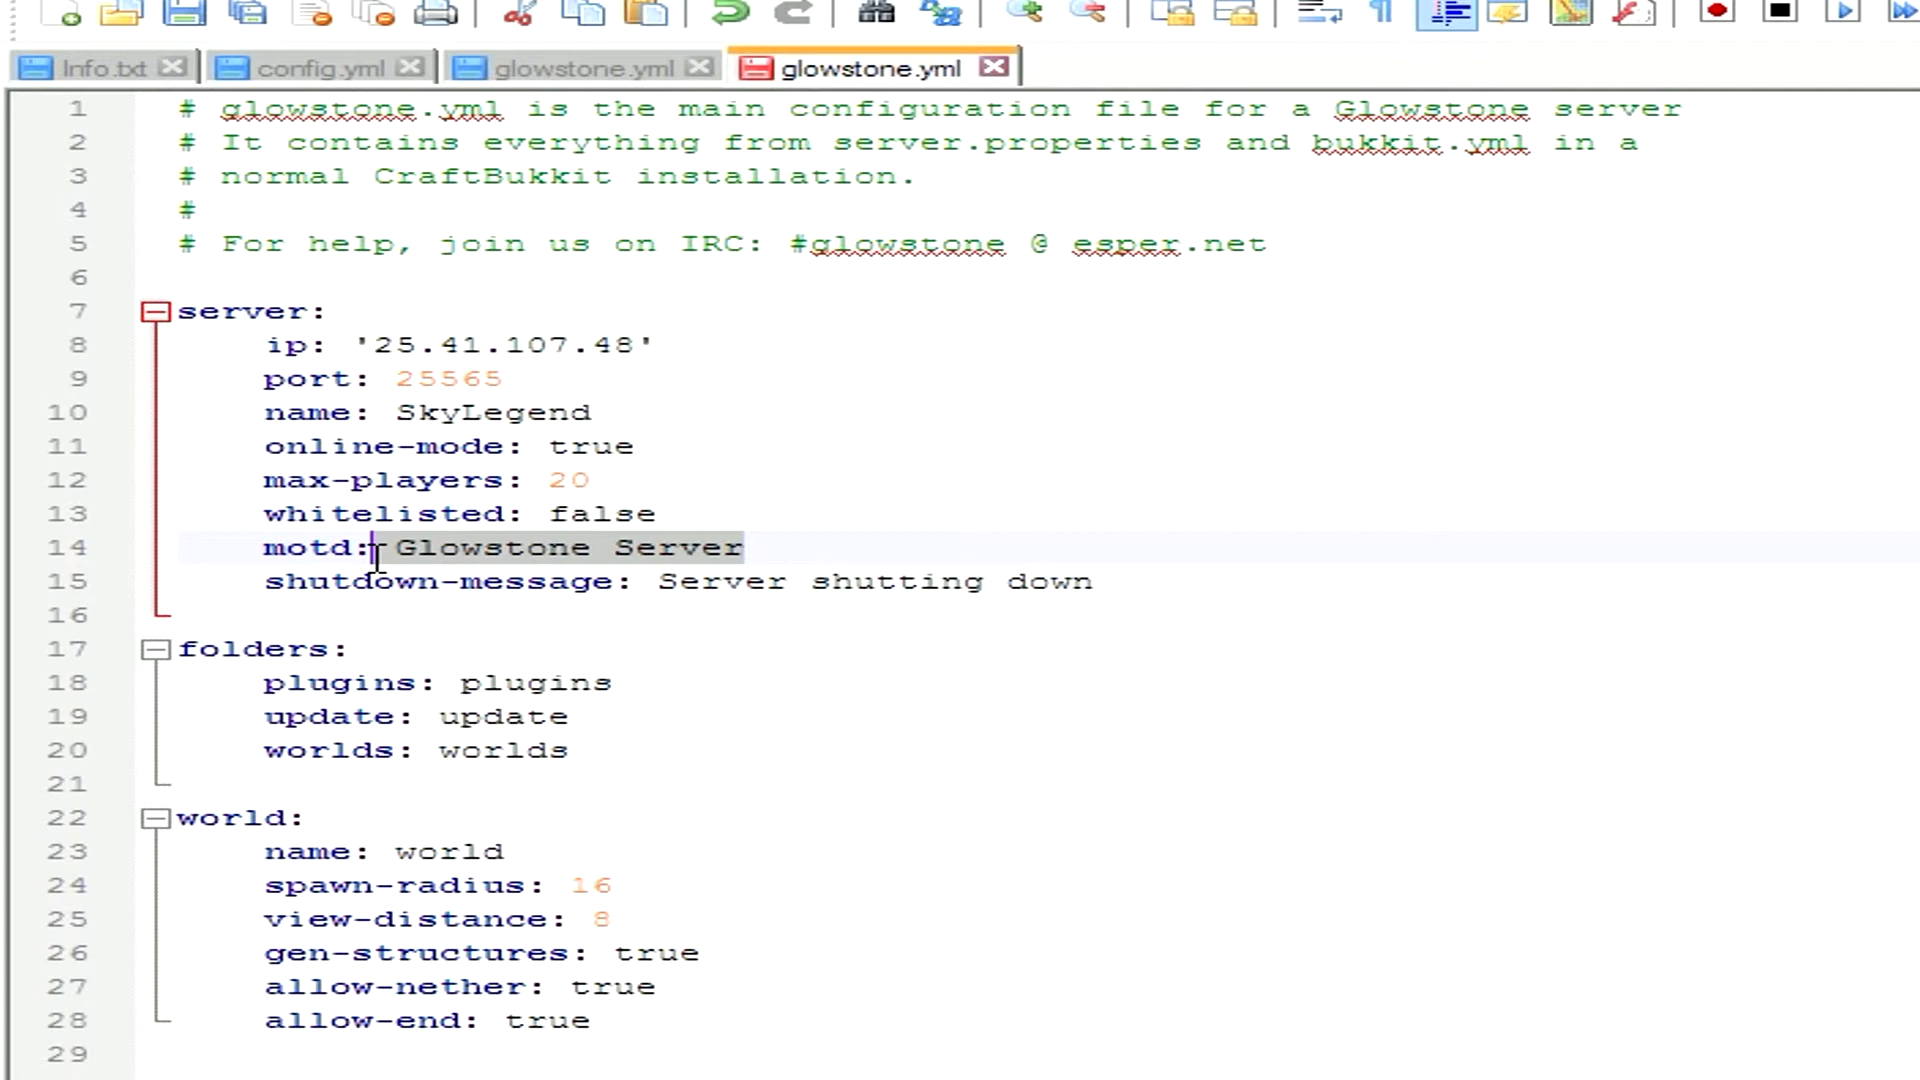 Info.txt config.yml glowstone.yml glowstone.yml
1 # glowstone.yml is the main configuration file for a Glowstone server
2 # It contains everything from server.properties and bukkit.yml in a
3 # normal CraftBukkit installation.
4 #
5 # For help, join us on IRC: #glowstone @ esper.net
6
7 server:
8 ip: '25.41.107.48'
9 port: 25565
10 name: SkyLegend
11 online-mode: true
12 max-players: 20
13 whitelisted: false
14 motd: Glowstone Server
15 shutdown-message: Server shutting down
16
17 folders:
18 plugins: plugins
19 update: update
20 worlds: worlds
21
22 world:
23 name: world
24 spawn-radius: 16
25 view-distance: 8
26 gen-structures: true
27 allow-nether: true
28 allow-end: true
29